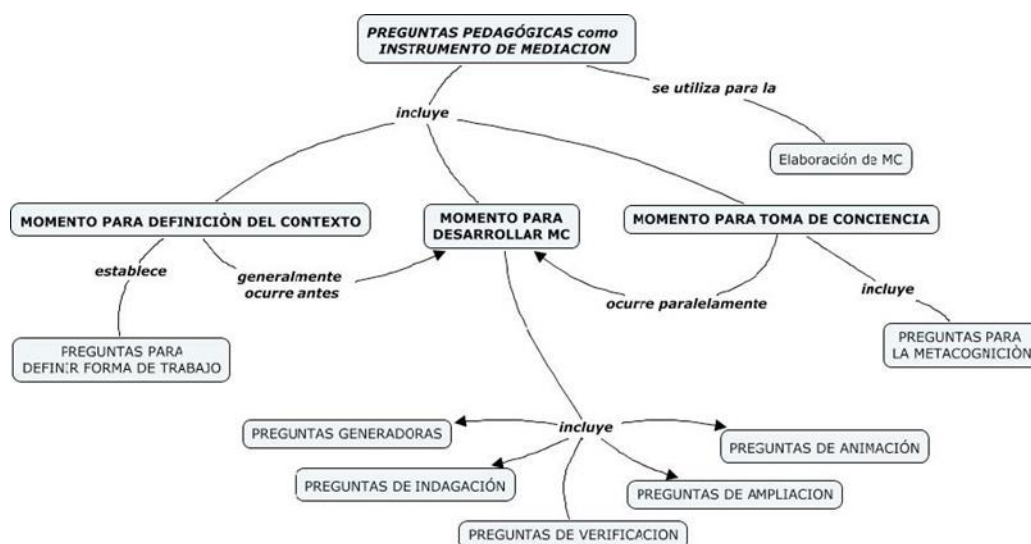 PREGUNTAS PEDAGÓGICAS como
INSTRUMENTO DE MEDIACION
se utiliza para la
incluye
Elaboración de MC
MOMENTO PARA DEFINICIÒN DEL CONTEXTO
MOMENTO PARA
DESARROLLAR MC
MOMENTO PARA TOMA DE CONCIENCIA
establece
generalmente
ocurre antes
ocurre paralelamente
incluye
PREGUNTAS PARA
DEFINIR FORMA DE TRABAJO
PREGUNTAS PARA
LA METACOGNICIÒN
incluye
PREGUNTAS GENERADORAS
PREGUNTAS DE ANIMACIÓN
PREGUNTAS DE INDAGACIÓN
PREGUNTAS DE AMPLIACION
PREGUNTAS DE VERIFICACION